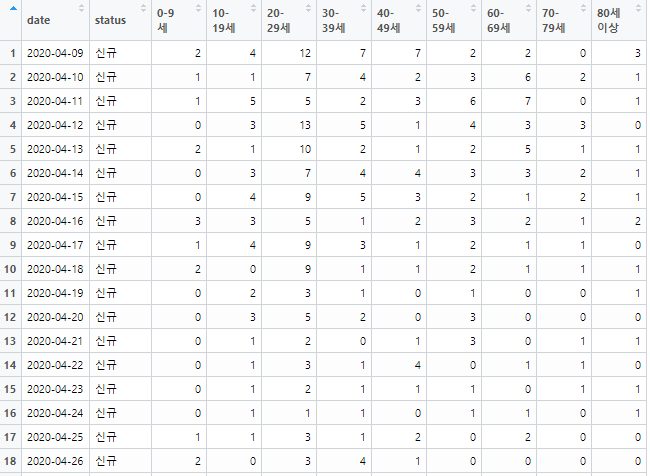 date status 0-9세 10-19세 20-29세 30-39세 40-49세 50-59세 60-69세 70-79세 80세이상
1 2020-04-09 신규 2 4 12 7 7 2 2 0 3
2 2020-04-10 신규 1 1 7 4 2 3 6 2 1
3 2020-04-11 신규 1 5 5 2 3 6 7 0 1
4 2020-04-12 신규 0 3 13 5 1 4 3 3 0
5 2020-04-13 신규 2 1 10 2 1 2 5 1 1
6 2020-04-14 신규 0 3 7 4 4 3 3 2 1
7 2020-04-15 신규 0 4 9 5 3 2 1 2 1
8 2020-04-16 신규 3 3 5 1 2 3 2 1 2
9 2020-04-17 신규 1 4 9 3 1 2 1 1 0
10 2020-04-18 신규 2 0 9 1 1 2 1 1 1
11 2020-04-19 신규 0 2 3 1 0 1 0 0 1
12 2020-04-20 신규 0 3 5 2 0 3 0 0 0
13 2020-04-21 신규 0 1 2 0 1 3 0 1 1
14 2020-04-22 신규 0 1 3 1 4 0 1 1 0
15 2020-04-23 신규 0 1 2 1 1 1 0 1 1
16 2020-04-24 신규 0 1 1 1 0 1 1 0 1
17 2020-04-25 신규 1 1 3 1 2 0 2 0 0
18 2020-04-26 신규 2 0 3 4 1 0 0 0 0